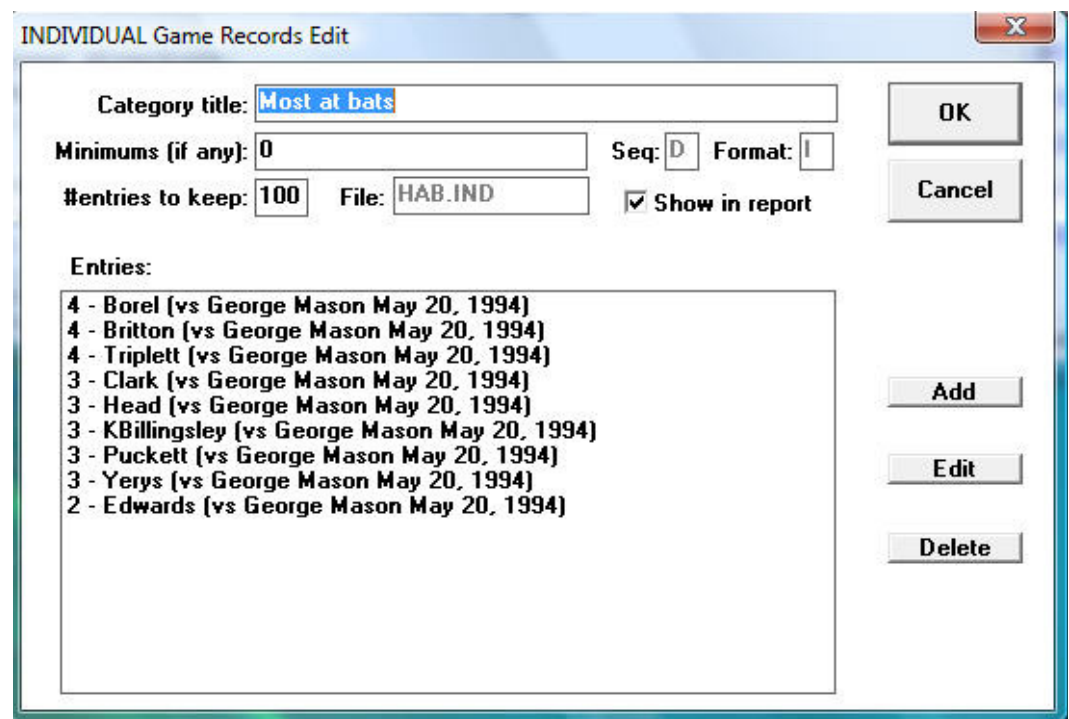 INDIVIDUAL Game Records Edit
X
Category title: Most at bats
OK
Minimums (if any): 0 Seq: D Format: I
#entries to keep: 100 File: HAB.IND Show in report
Cancel
Entries:
4 - Borel (vs George Mason May 20, 1994)
4 - Britton (vs George Mason May 20, 1994)
4 - Triplett (vs George Mason May 20, 1994)
3 - Clark (vs George Mason May 20, 1994)
3 - Head (vs George Mason May 20, 1994)
3 - KBillingsley (vs George Mason May 20, 1994)
3 - Puckett (vs George Mason May 20, 1994)
3 - Yerys (vs George Mason May 20, 1994)
2 - Edwards (vs George Mason May 20, 1994)
Add
Edit
Delete